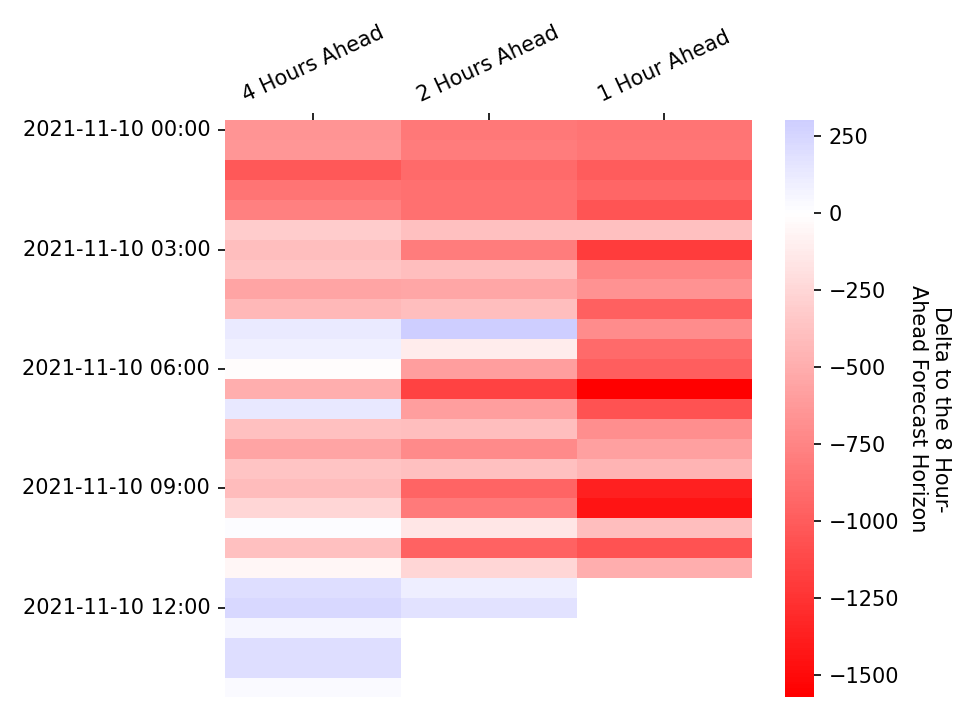 4 Hours Ahead
2 Hours Ahead
1 Hour Ahead
2021-11-10 00:00
2021-11-10 03:00
2021-11-10 06:00
2021-11-10 09:00
2021-11-10 12:00
250
0
−250
−500
−750
−1000
−1250
−1500
Delta to the 8 Hour-
Ahead Forecast Horizon